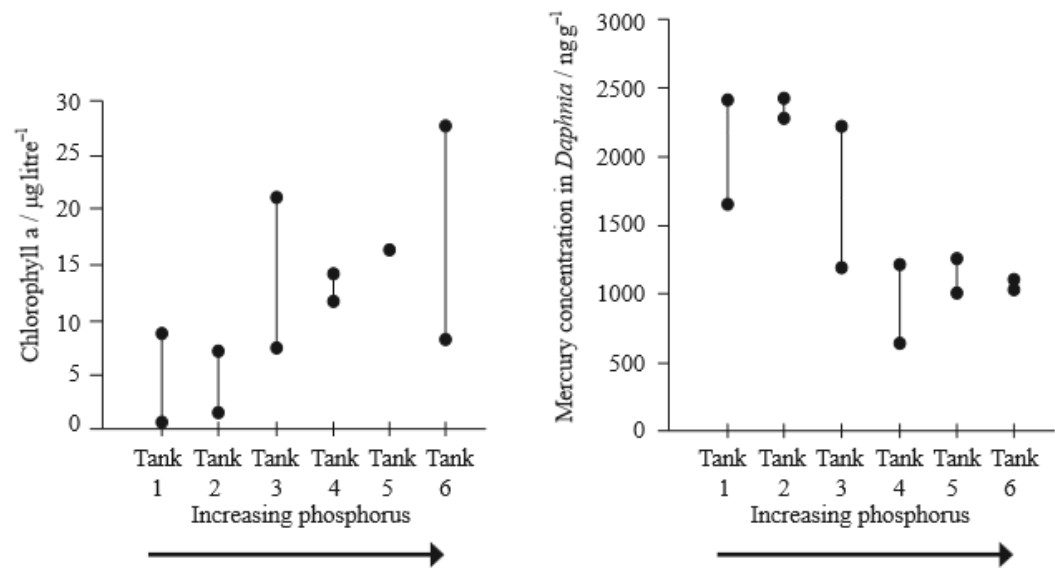 Chlorophyll a / µg litre⁻¹
30
25
20
15
10
5
0
Tank 1
Tank 2
Tank 3
Tank 4
Tank 5
Tank 6
Increasing phosphorus
Mercury concentration in Daphnia / ng g⁻¹
3000
2500
2000
1500
1000
500
0
Tank 1
Tank 2
Tank 3
Tank 4
Tank 5
Tank 6
Increasing phosphorus